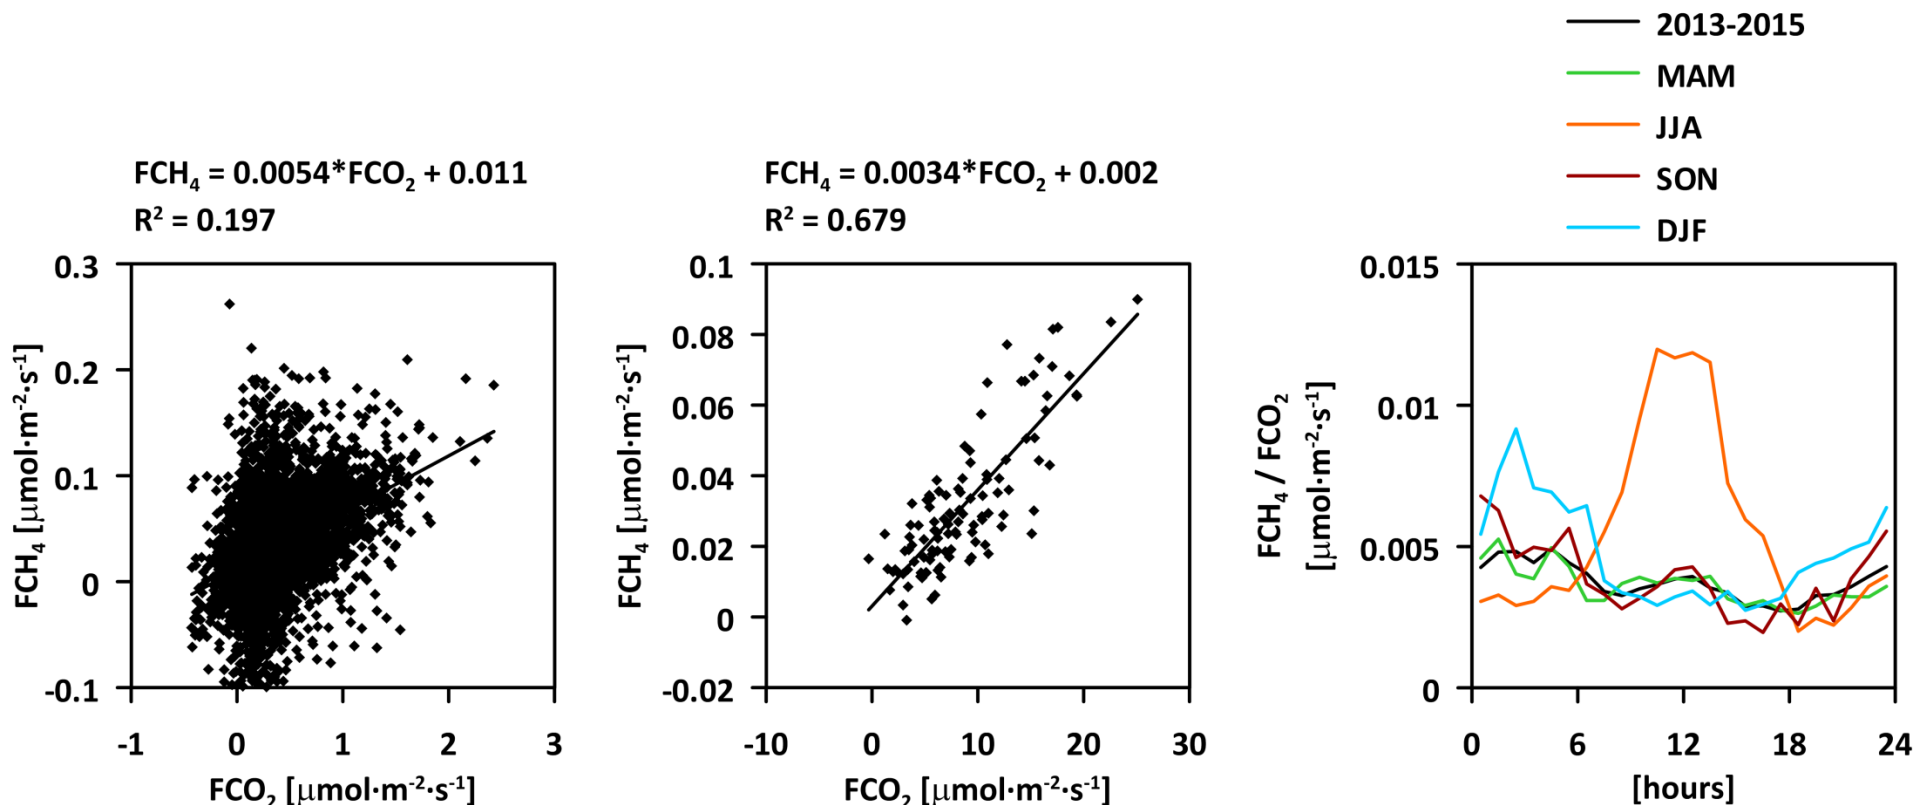 2013-2015
MAM
JJA
SON
DJF
FCH₄ = 0.0054*FCO₂ + 0.011
R² = 0.197
FCH₄ = 0.0034*FCO₂ + 0.002
R² = 0.679
FCH₄ [μmol·m⁻²·s⁻¹]
0.3
0.2
0.1
0
-0.1
-1 0 1 2 3
FCO₂ [μmol·m⁻²·s⁻¹]
FCH₄ [μmol·m⁻²·s⁻¹]
0.1
0.08
0.06
0.04
0.02
0
-0.02
-10 0 10 20 30
FCO₂ [μmol·m⁻²·s⁻¹]
FCH₄ / FCO₂
[μmol·m⁻²·s⁻¹]
0.015
0.01
0.005
0
0 6 12 18 24
[hours]